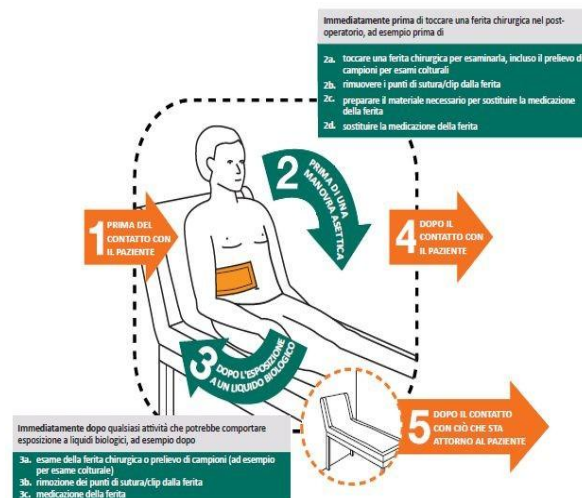 Immediatamente prima di toccare una ferita chirurgica nel post-
operatorio, ad esempio prima di
2a. toccare una ferita chirurgica per esaminarla, incluso il prelievo d
campioni per esami colturali
2b. rimuovere i punti di sutura/clip dalla ferita
2c. preparare il materiale necessario per sostituire la medicazione
della ferita
2d. sostituire la medicazione della ferita
1 PRIMA DEL
CONTATTO CON
IL PAZIENTE
2 PRIMA DI UNA
MANOVRA ASETTICA
4 DOPO IL
CONTATTO CON
IL PAZIENTE
3 DOPO L'ESPOSIZIONE
A UN LIQUIDO BIOLOGICO
5 DOPO IL CONTATTO
CON CIÒ CHE STA
ATTORNO AL PAZIENTE
Immediatamente dopo qualsiasi attività che potrebbe comportare
esposizione a liquidi biologici, ad esempio dopo
3a. esame della ferita chirurgica o prelievo di campioni (ad esempio
per esame colturale)
3b. rimozione dei punti di sutura/clip dalla ferita
3c. medicazione della ferita